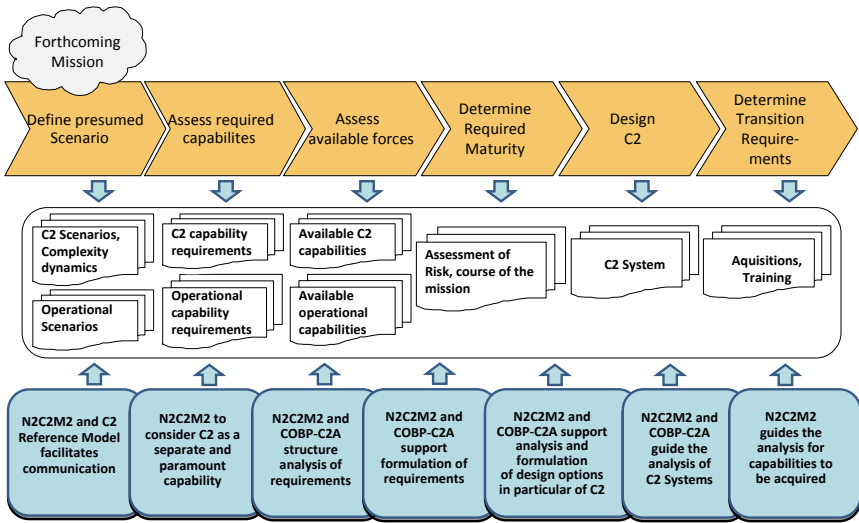 Forthcoming
Mission
Define presumed
Scenario
Assess required
capabilites
Assess
available forces
Determine
Required
Maturity
Design
C2
Determine
Transition
Require-
ments
C2 Scenarios,
Complexity
dynamics
Operational
Scenarios
C2 capability
requirements
Operational
capability
requirements
Available C2
capabilities
Available
operational
capabilities
Assessment of
Risk, course of the
mission
C2 System
Aquisitions,
Training
N2C2M2 and C2
Reference Model
facilitates
communication
N2C2M2 to
consider C2 as a
separate and
paramount
capability
N2C2M2 and
COBP-C2A
structure
analysis of
requirements
N2C2M2 and
COBP-C2A
support
formulation of
requirements
N2C2M2 and
COBP-C2A support
analysis and
formulation
of design options
in particular of C2
N2C2M2 and
COBP-C2A
guide the
analysis of
C2 Systems
N2C2M2
guides the
analysis for
capabilities to
be acquired